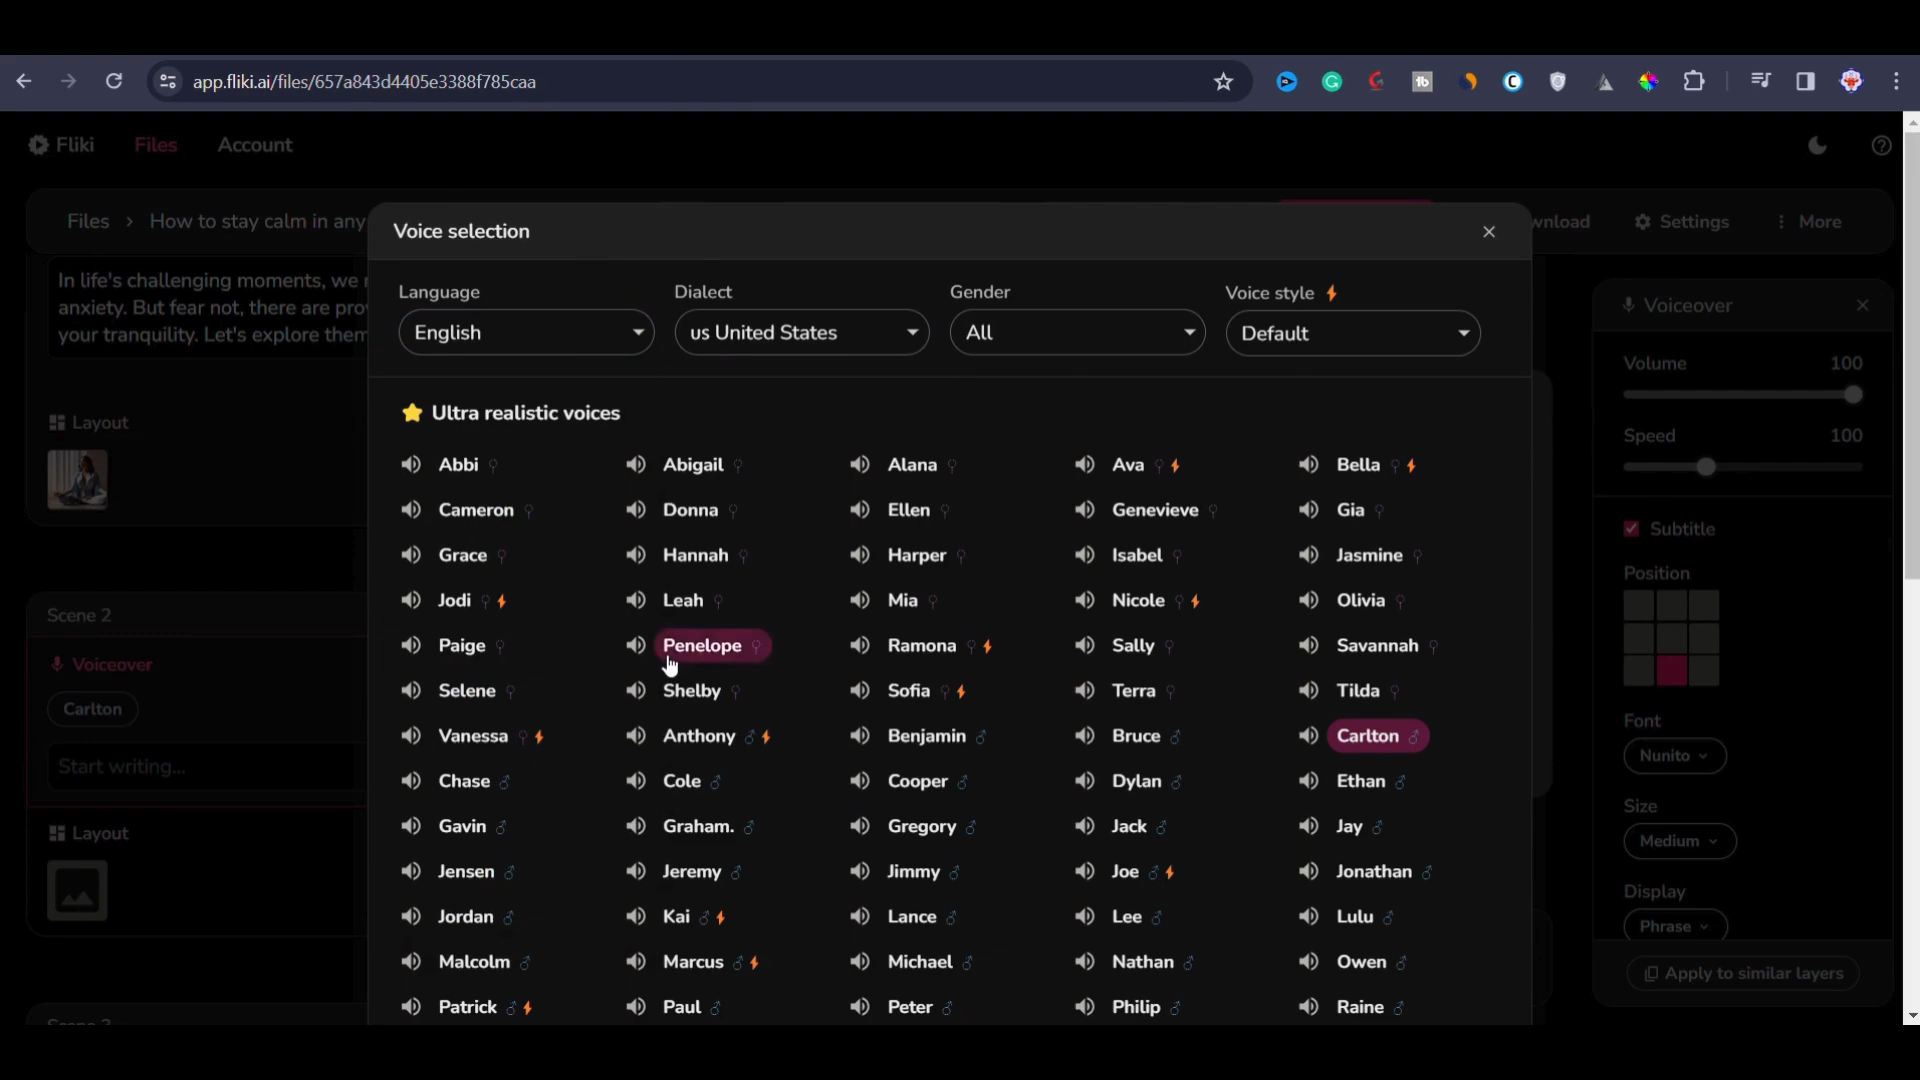 app.fliki.ai/files/657a843d4405e3388f785caa
Fliki Files Account
Files > How to stay calm in any
wnload Settings More
In life's challenging moments, we
anxiety. But fear not, there are
your tranquility. Let's explore them
Layout
Scene 2
Voiceover
Carlton
Start writing...
Layout
Voice selection
Language Dialect Gender Voice style
English us United States All Default
Ultra realistic voices
Abbi Abigail Alana Ava Bella
Cameron Donna Ellen Genevieve Gia
Grace Hannah Harper Isabel Jasmine
Jodi Leah Mia Nicole Olivia
Paige Penelope Ramona Sally Savannah
Selene Shelby Sofia Terra Tilda
Vanessa Anthony Benjamin Bruce Carlton
Chase Cole Cooper Dylan Ethan
Gavin Graham. Gregory Jack Jay
Jensen Jeremy Jimmy Joe Jonathan
Jordan Kai Lance Lee Lulu
Malcolm Marcus Michael Nathan Owen
Patrick Paul Peter Philip Raine
Voiceover
Volume 100
Speed 100
Subtitle
Position
Font
Nunito
Size
Medium
Display
Phrase
Apply to similar layers